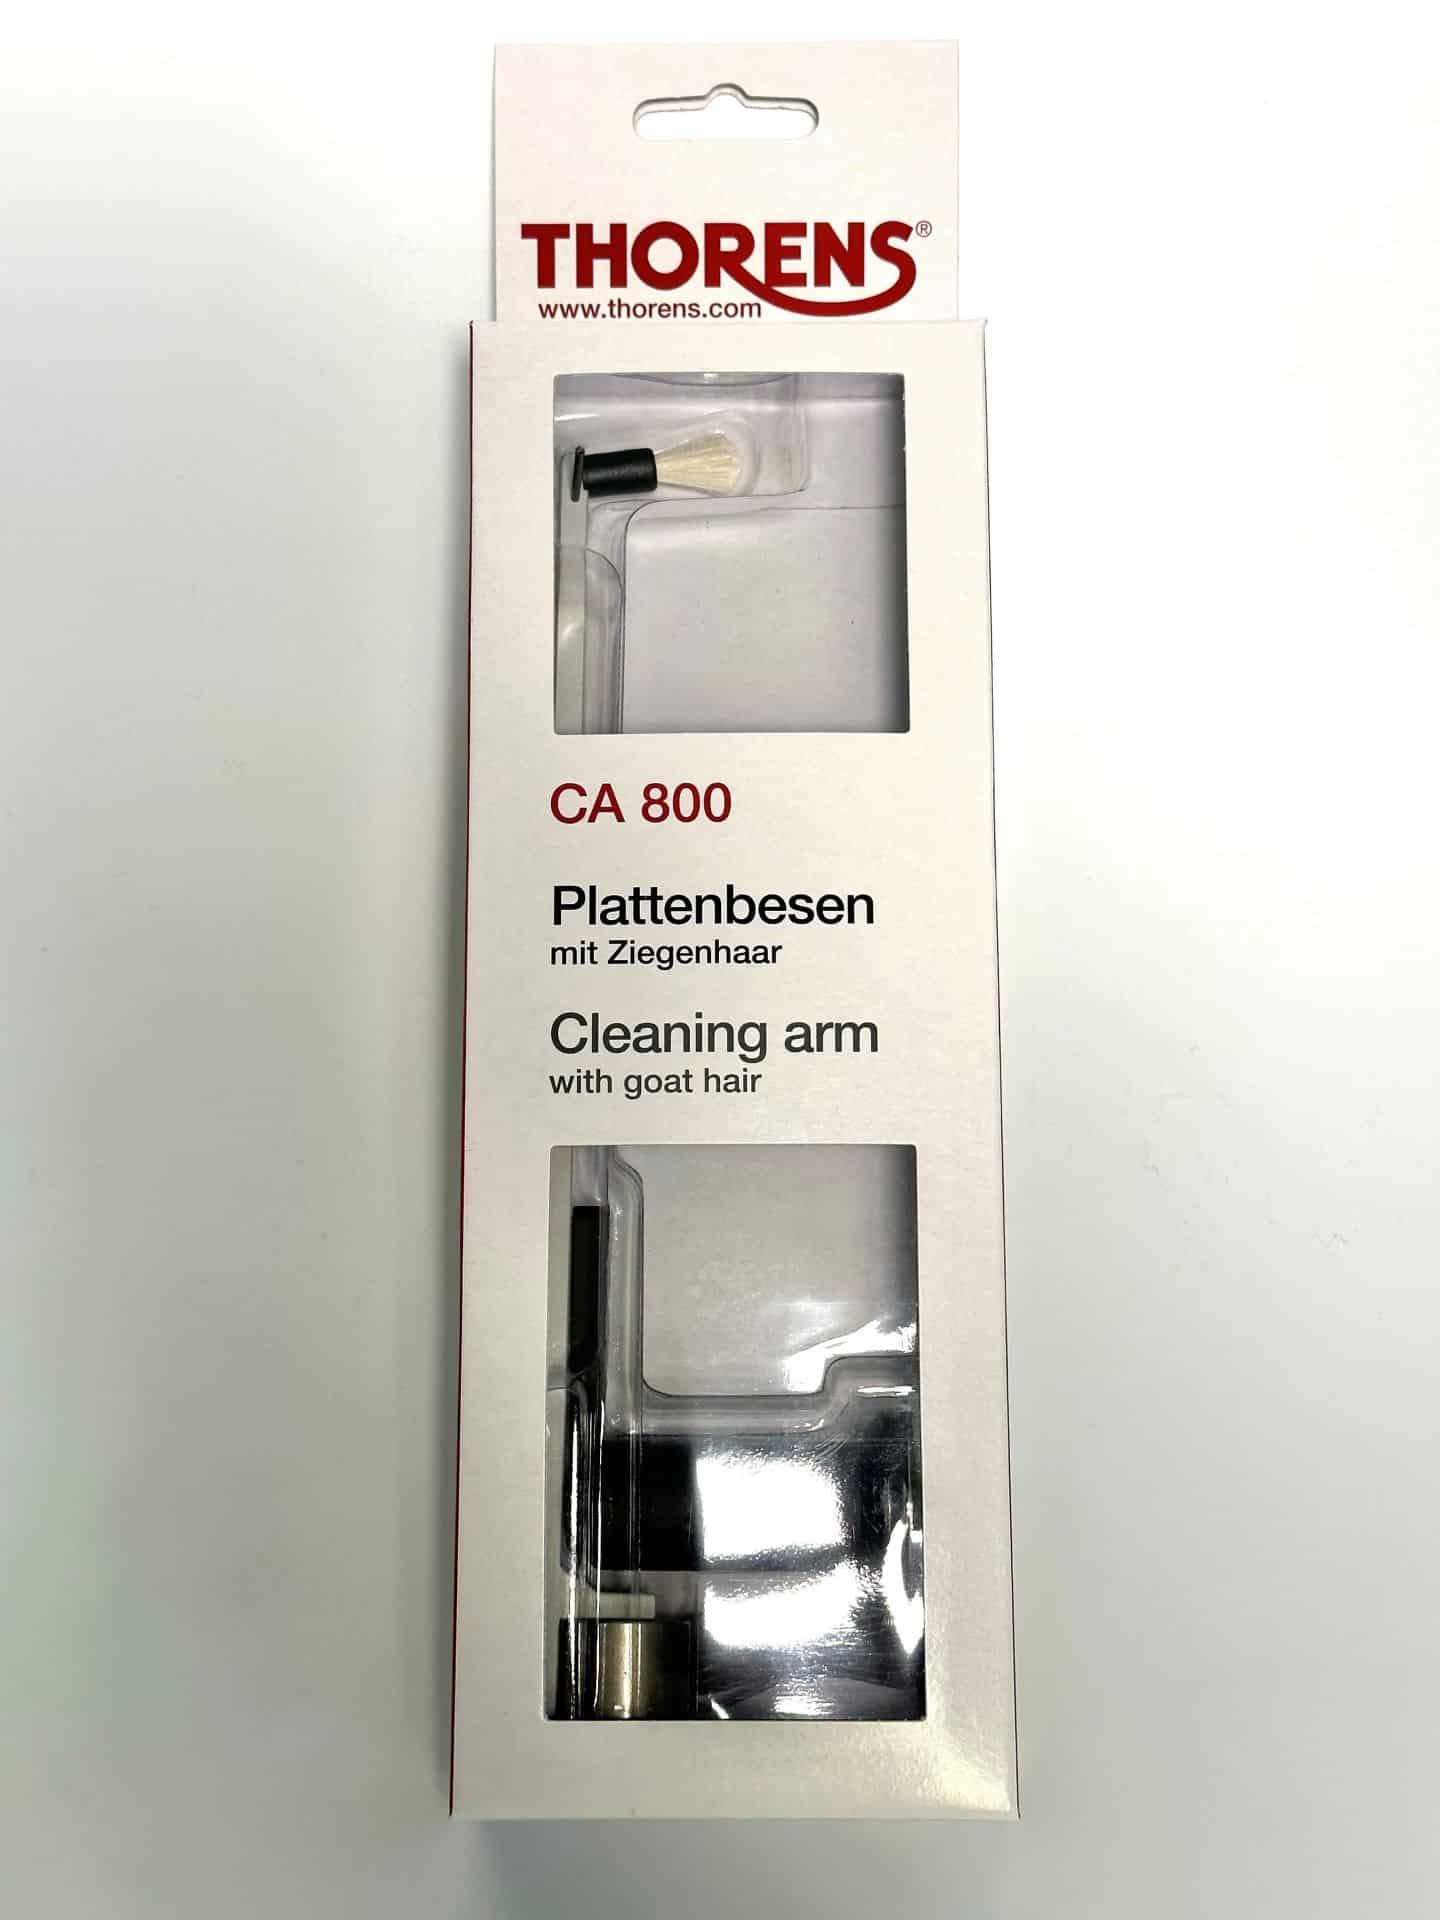 THORENS®
www.thorens.com
CA 800
Plattenbesen
mit Ziegenhaar
Cleaning arm
with goat hair